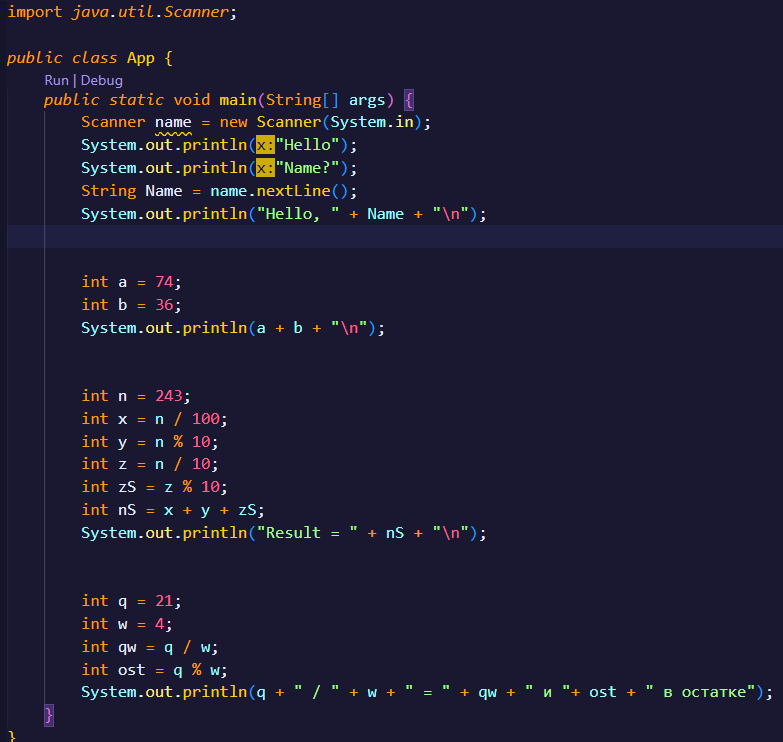 import java.util.Scanner;
public class App {
Run | Debug
public static void main(String[] args) {
Scanner name = new Scanner(System.in);
System.out.println(x:"Hello");
System.out.println(x:"Name?");
String Name = name.nextLine();
System.out.println("Hello, " + Name + "\n");
int a = 74;
int b = 36;
System.out.println(a + b + "\n");
int n = 243;
int x = n / 100;
int y = n % 10;
int z = n / 10;
int zS = z % 10;
int nS = x + y + zS;
System.out.println("Result = " + nS + "\n");
int q = 21;
int w = 4;
int qw = q / w;
int ost = q % w;
System.out.println(q + " / " + w + " = " + qw + " и "+ ost + " в остатке");
}
}